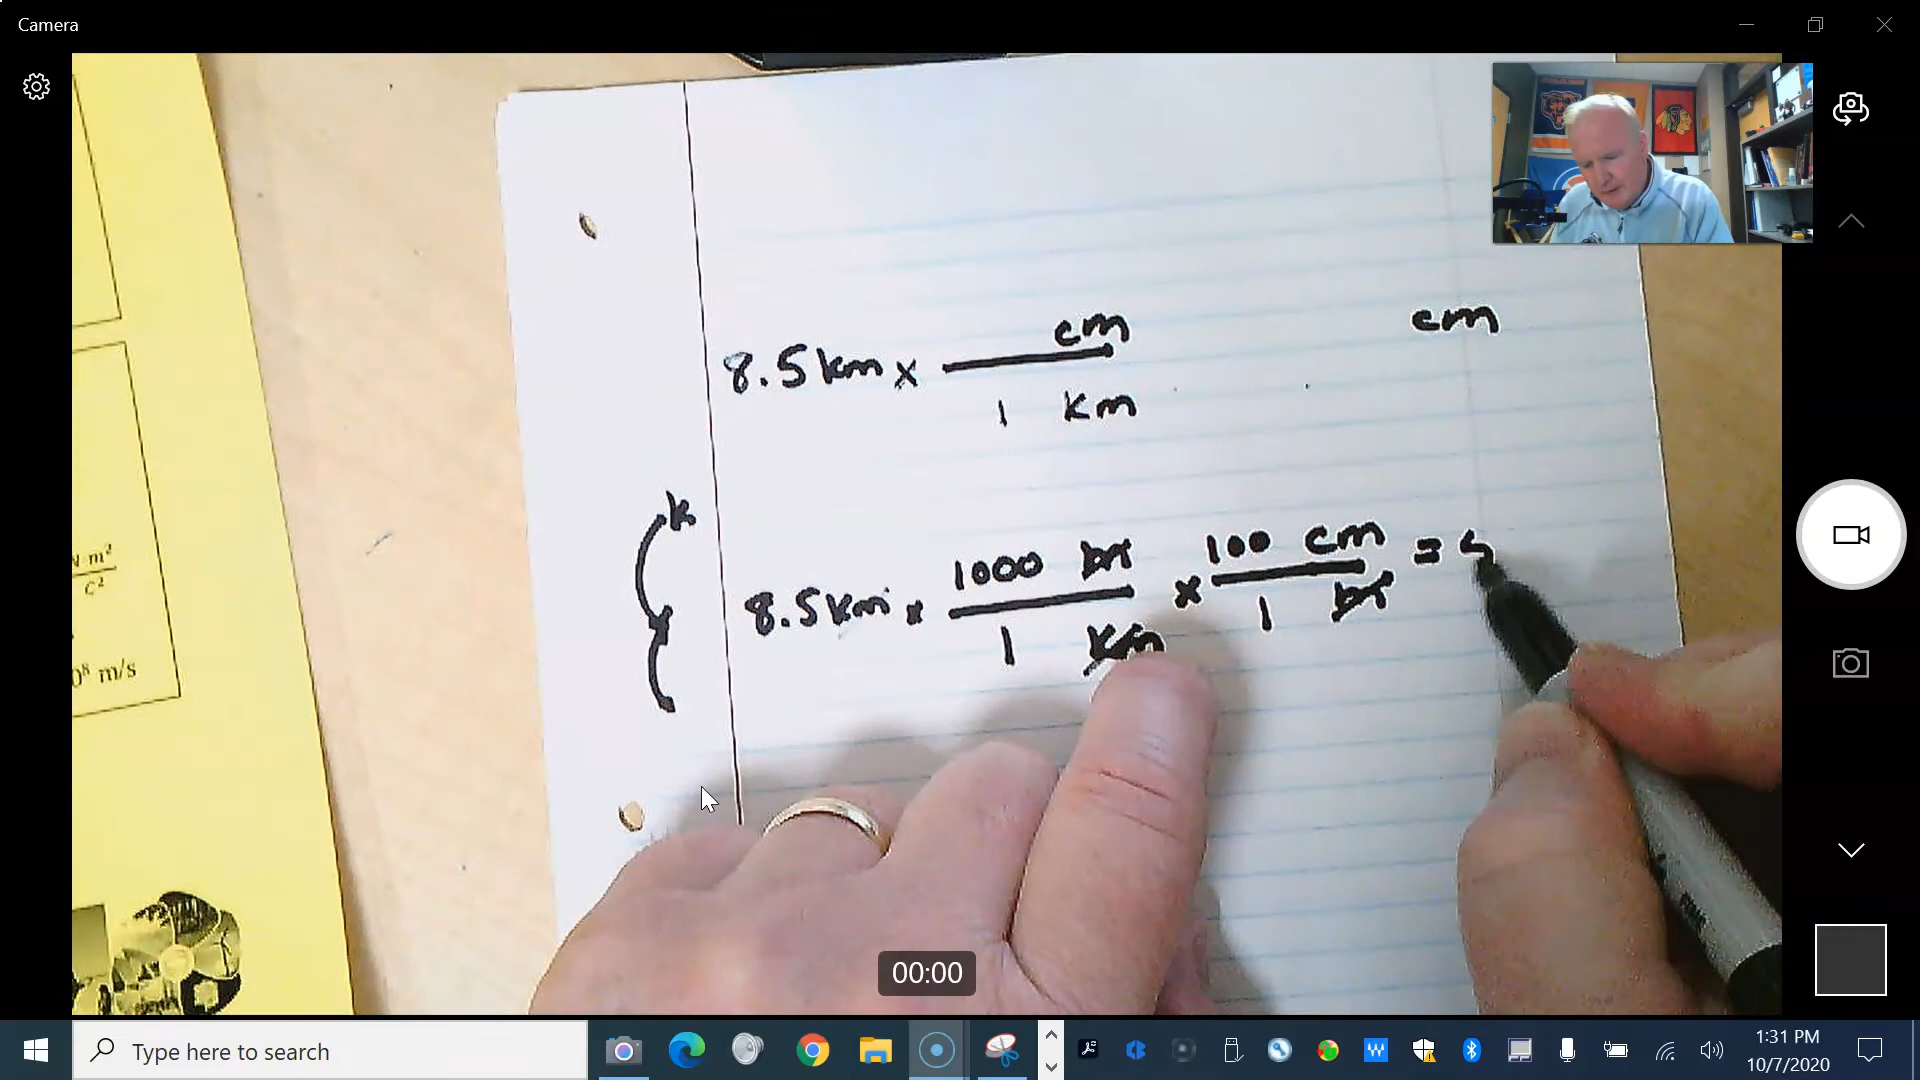 Camera
cm
cm
8.5 km x
1 km
k
1000 m
100 cm
=
8.5 km x
x
1 km
1 m
N·m²
C²
0⁸ m/s
00:00
Type here to search
1:31 PM
10/7/2020